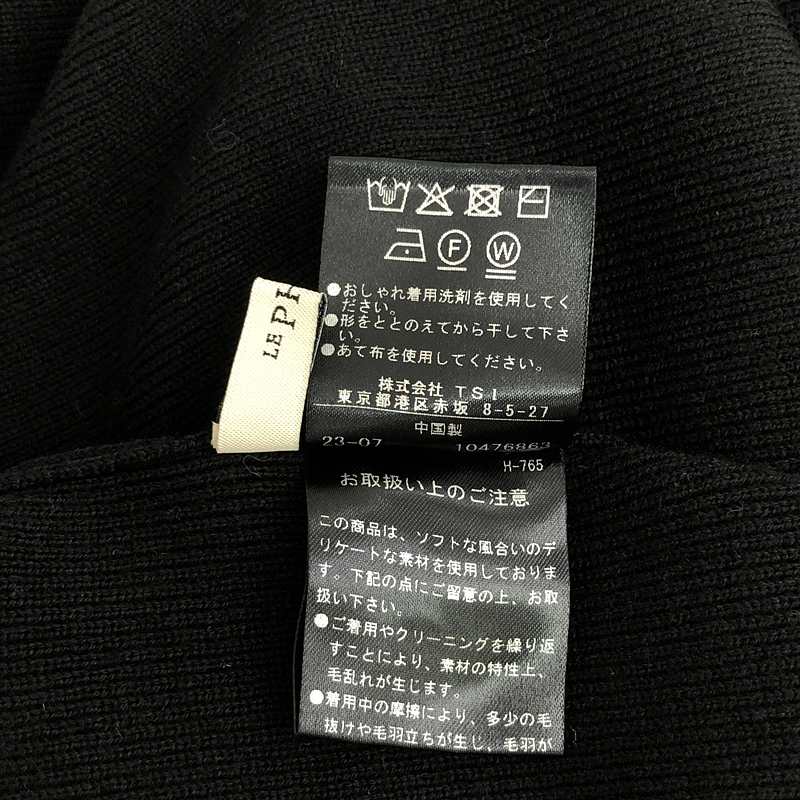 LE PH
F W
●おしゃれ着用洗剤を使用してく
ださい。
●形をととのえてから干して下さ
い。
●あて布を使用してください。
株式会社 TSI
東京都港区赤坂 8-5-27
中国製
23-07 10476863
H-765
お取扱い上のご注意
この商品は、ソフトな風合いのデ
リケートな素材を使用しておりま
す。下記の点にご留意の上、お取
扱い下さい。
●ご着用やクリーニングを繰り返
すことにより、素材の特性上、
毛乱れが生じます。
●着用中の摩擦により、多少の毛
抜けや毛羽立ちが生じ、毛羽が